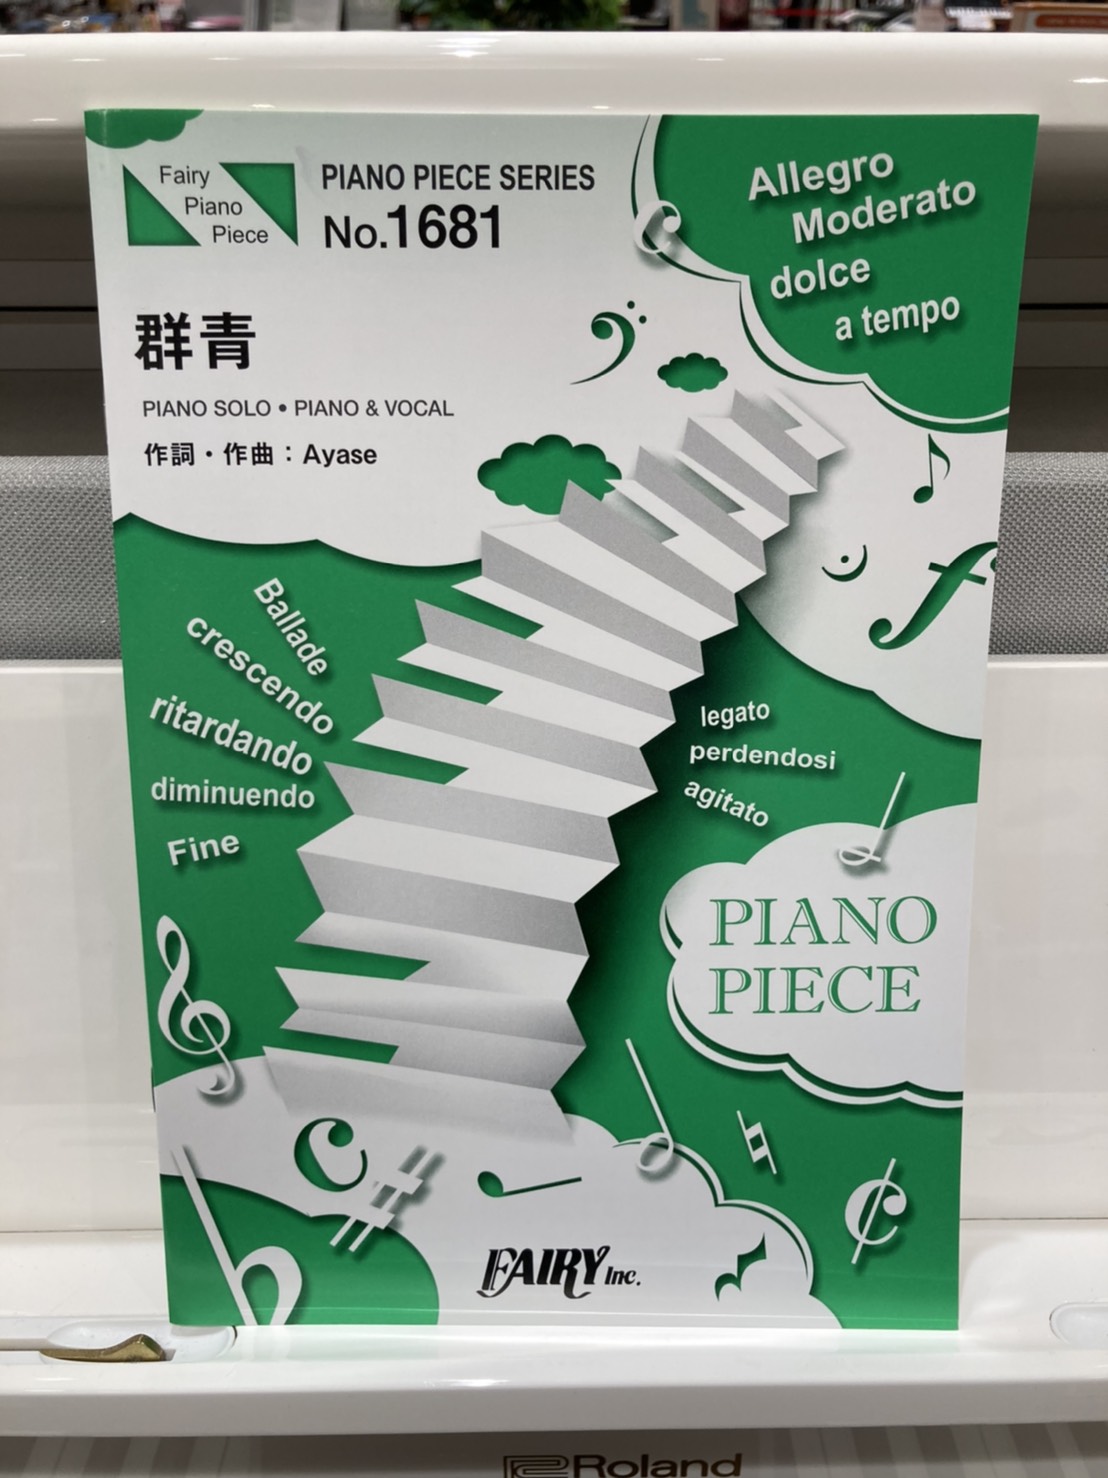 Fairy
Piano
Piece
PIANO PIECE SERIES
No.1681
Allegro
Moderato
dolce
a tempo
群青
PIANO SOLO • PIANO & VOCAL
作詞・作曲：Ayase
Ballade
crescendo
ritardando
diminuendo
Fine
legato
perdendosi
agitato
PIANO
PIECE
FAIRY Inc.
Roland